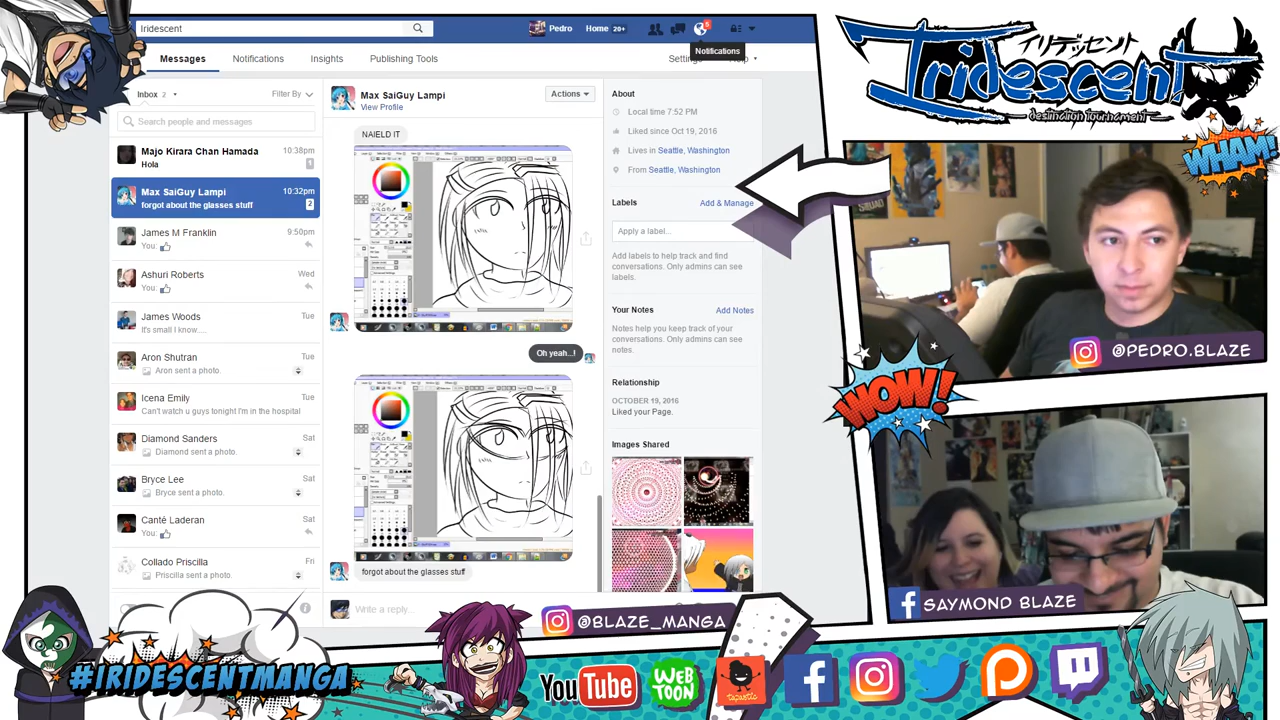 Iridescent
Pedro
Home 20+
5
Notifications
Messages
Notifications
Insights
Publishing Tools
Settings
Help
Inbox 2
Filter By
Search people and messages
Majo Kirara Chan Hamada
10:38pm
Hola
1
Max SaiGuy Lampi
10:32pm
forgot about the glasses stuff
2
James M Franklin
9:50pm
You:
Ashuri Roberts
Wed
You:
James Woods
Tue
It's small I know.....
Aron Shutran
Tue
Aron sent a photo.
Icena Emily
Tue
Can't watch u guys tonight I'm in the hospital
Diamond Sanders
Sat
Diamond sent a photo.
Bryce Lee
Sat
Bryce sent a photo.
Canté Laderan
Sat
You:
Collado Priscilla
Fri
Priscilla sent a photo.
Max SaiGuy Lampi
View Profile
Actions
NAIELD IT
Oh yeah...!
forgot about the glasses stuff
Write a reply...
About
Local time 7:52 PM
Liked since Oct 19, 2016
Lives in Seattle, Washington
From Seattle, Washington
Labels
Add & Manage
Apply a label...
Add labels to help track and find
conversations. Only admins can see
labels.
Your Notes
Add Notes
Notes help you keep track of your
conversations. Only admins can see
notes.
Relationship
OCTOBER 19, 2016
Liked your Page.
Images Shared
イリデッセント
Iridescent
destination tournament
WHAM!
@PEDRO.BLAZE
WOW!
SAYMOND BLAZE
@BLAZE_MANGA
#IRIDESCENTMANGA
YouTube
WEB
TOON
tapastic